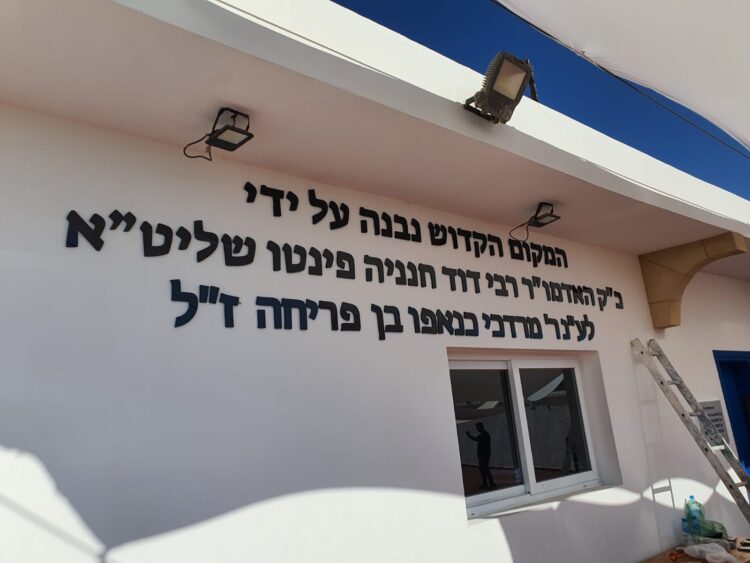 המקום הקדוש נבנה על ידי
כ"ק האדמו"ר רבי דוד חנניה פינטו שליט"א
לע"נ ר' מרדכי כנאפו בן פריחה ז"ל